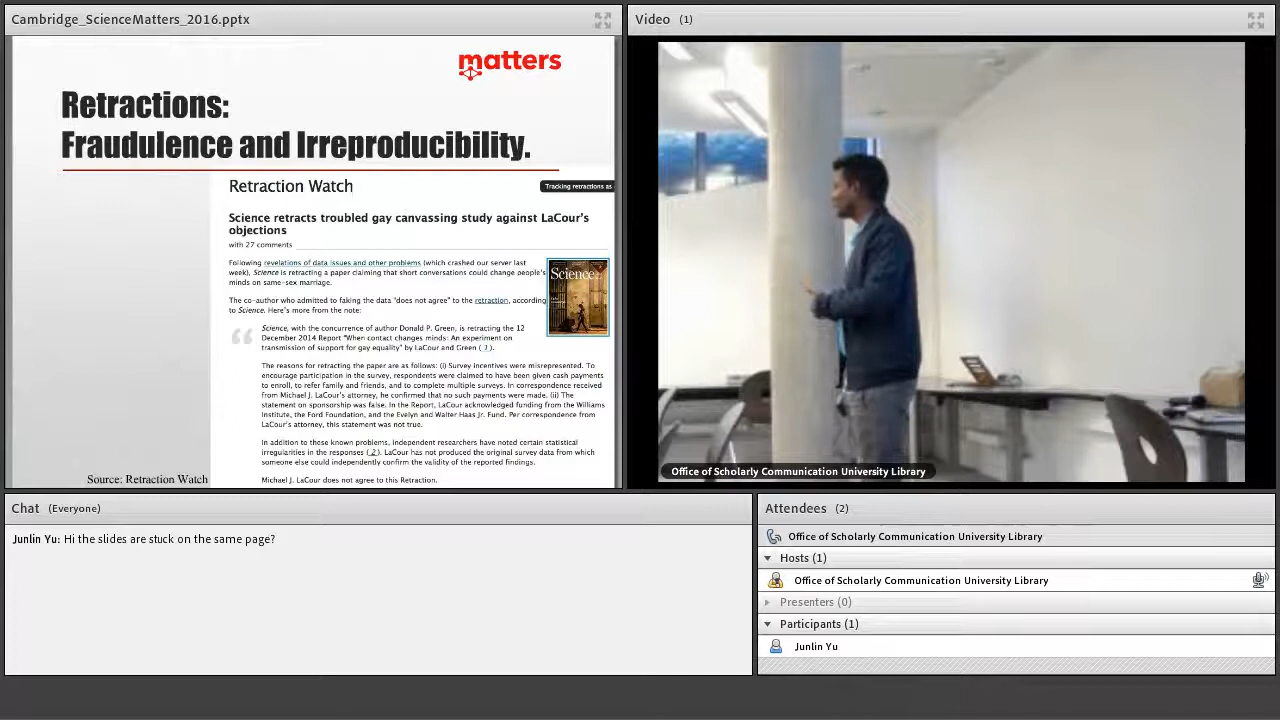 Cambridge_ScienceMatters_2016.pptx
matters
Retractions:
Fraudulence and Irreproducibility.
Retraction Watch
Tracking retractions as
Science retracts troubled gay canvassing study against LaCour's
objections
with 27 comments
Following revelations of data issues and other problems (which crashed our server last
week), Science is retracting a paper claiming that short conversations could change people's
minds on same-sex marriage.
Science
The co-author who admitted to faking the data "does not agree" to the retraction, according
to Science. Here's more from the note:
Science, with the concurrence of author Donald P. Green, is retracting the 12
December 2014 Report "When contact changes minds: An experiment on
transmission of support for gay equality" by LaCour and Green (1).
The reasons for retracting the paper are as follows: (i) Survey incentives were misrepresented. To
encourage participation in the survey, respondents were claimed to have been given cash payments
to enroll, to refer family and friends, and to complete multiple surveys. In correspondence received
from Michael J. LaCour's attorney, he confirmed that no such payments were made. (ii) The
statement on sponsorship was false. In the Report, LaCour acknowledged funding from the Williams
Institute, the Ford Foundation, and the Evelyn and Walter Haas Jr. Fund. Per correspondence from
LaCour's attorney, this statement was not true.
In addition to these known problems, independent researchers have noted certain statistical
irregularities in the responses (2). LaCour has not produced the original survey data from which
someone else could independently confirm the validity of the reported findings.
Michael J. LaCour does not agree to this Retraction.
Source: Retraction Watch
Video (1)
Office of Scholarly Communication University Library
Chat (Everyone)
Junlin Yu: Hi the slides are stuck on the same page?
Attendees (2)
Office of Scholarly Communication University Library
Hosts (1)
Office of Scholarly Communication University Library
Presenters (0)
Participants (1)
Junlin Yu